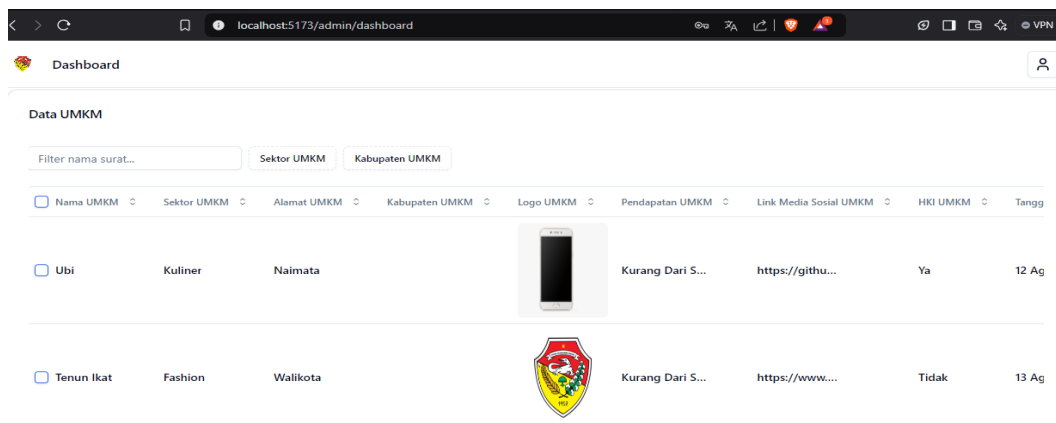 localhost:5173/admin/dashboard VPN
Dashboard
Data UMKM
Filter nama surat... Sektor UMKM Kabupaten UMKM
Nama UMKM Sektor UMKM Alamat UMKM Kabupaten UMKM Logo UMKM Pendapatan UMKM Link Media Sosial UMKM HKI UMKM Tangg
Ubi Kuliner Naimata Kurang Dari S... https://githu... Ya 12 Ag
Tenun Ikat Fashion Walikota Kurang Dari S... https://www.... Tidak 13 Ag
1958